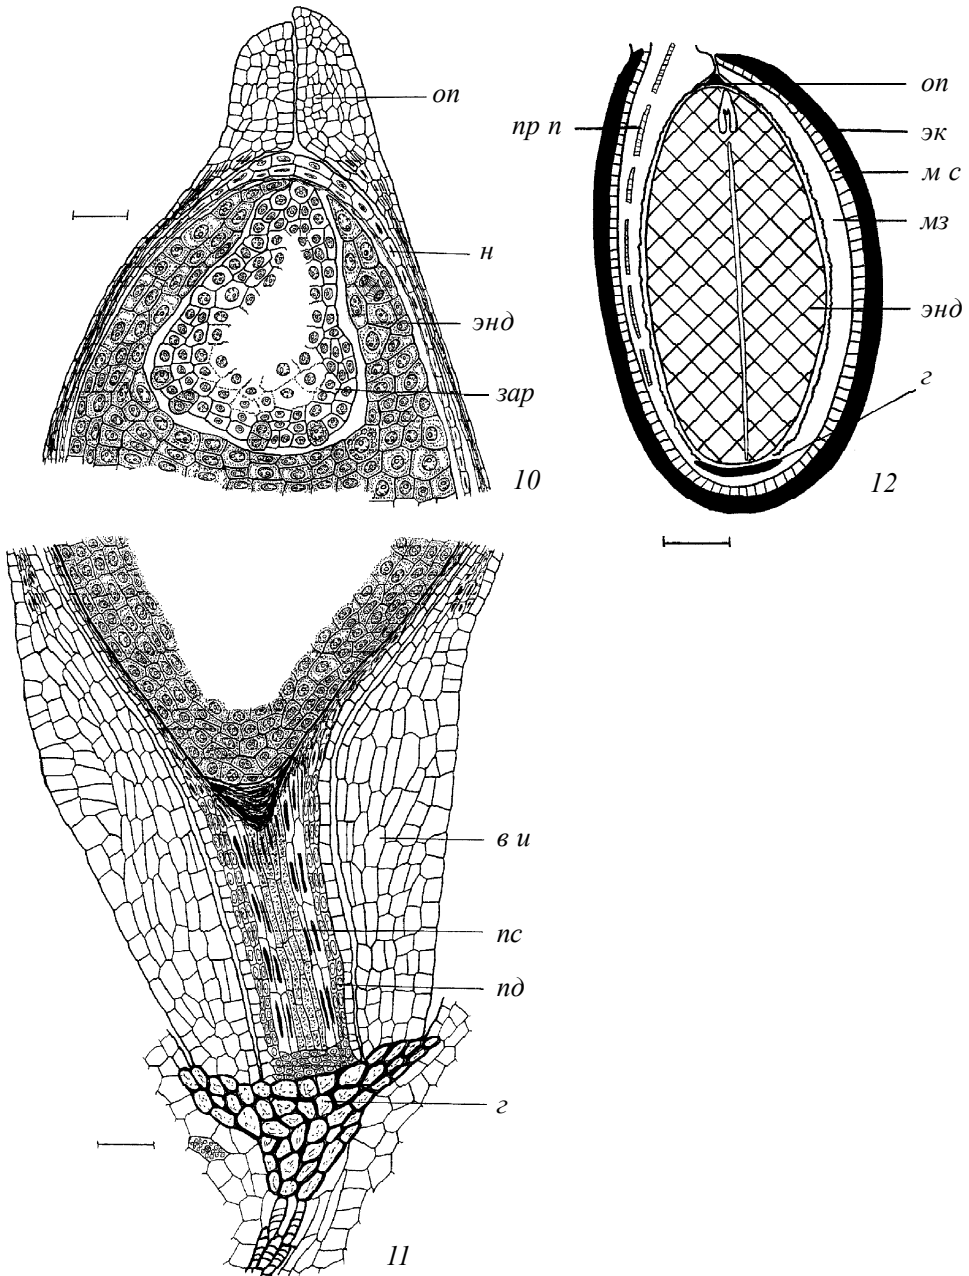 оп
н
энд
зар
10
пр п
оп
эк
м с
мз
энд
г
12
в и
пс
пд
г
11